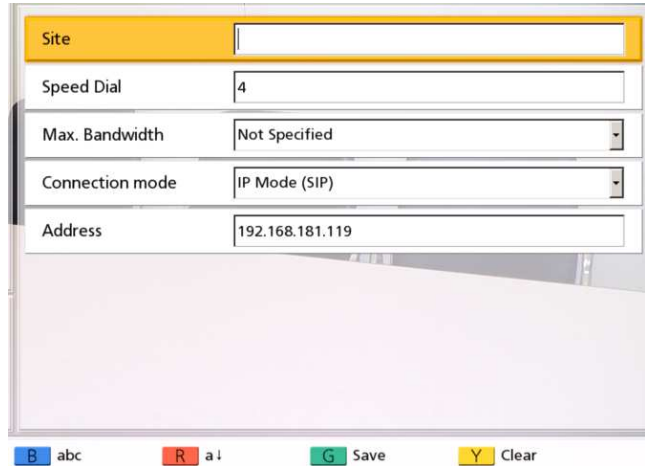 Site
Speed Dial 4
Max. Bandwidth Not Specified
Connection mode IP Mode (SIP)
Address 192.168.181.119
B abc R a↓ G Save Y Clear